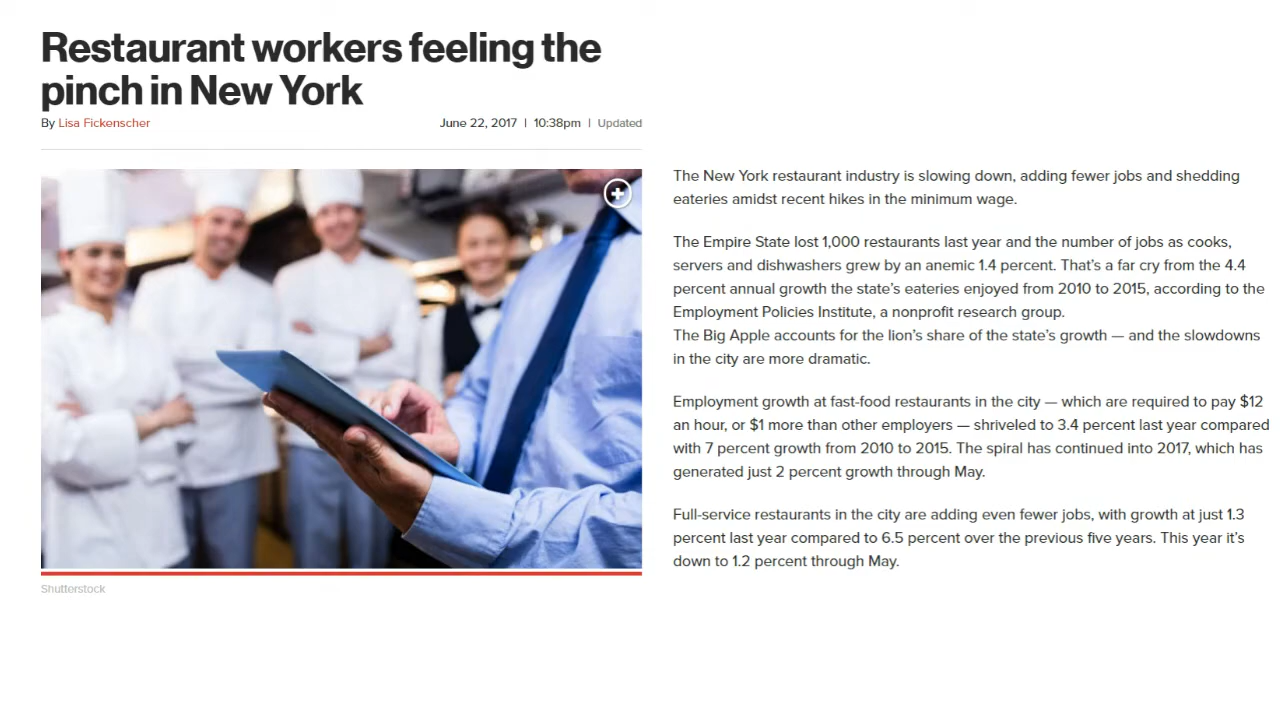 Restaurant workers feeling the
pinch in New York
By Lisa Fickenscher
June 22, 2017 | 10:38pm | Updated
The New York restaurant industry is slowing down, adding fewer jobs and shedding
eateries amidst recent hikes in the minimum wage.
The Empire State lost 1,000 restaurants last year and the number of jobs as cooks,
servers and dishwashers grew by an anemic 1.4 percent. That’s a far cry from the 4.4
percent annual growth the state’s eateries enjoyed from 2010 to 2015, according to the
Employment Policies Institute, a nonprofit research group.
The Big Apple accounts for the lion’s share of the state’s growth — and the slowdowns
in the city are more dramatic.
Employment growth at fast-food restaurants in the city — which are required to pay $12
an hour, or $1 more than other employers — shriveled to 3.4 percent last year compared
with 7 percent growth from 2010 to 2015. The spiral has continued into 2017, which has
generated just 2 percent growth through May.
Full-service restaurants in the city are adding even fewer jobs, with growth at just 1.3
percent last year compared to 6.5 percent over the previous five years. This year it’s
down to 1.2 percent through May.
Shutterstock